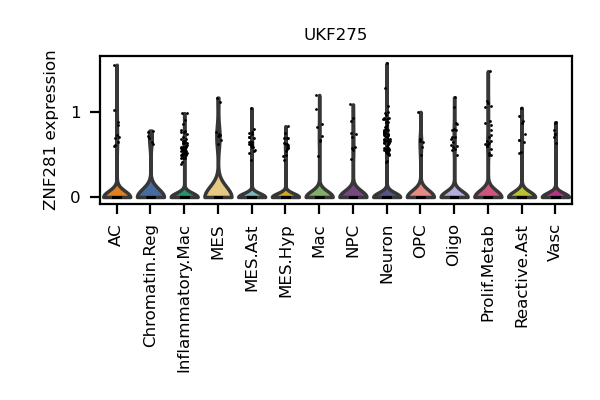 UKF275
ZNF281 expression
1
0
AC
Chromatin.Reg
Inflammatory.Mac
MES
MES.Ast
MES.Hyp
Mac
NPC
Neuron
OPC
Oligo
Prolif.Metab
Reactive.Ast
Vasc